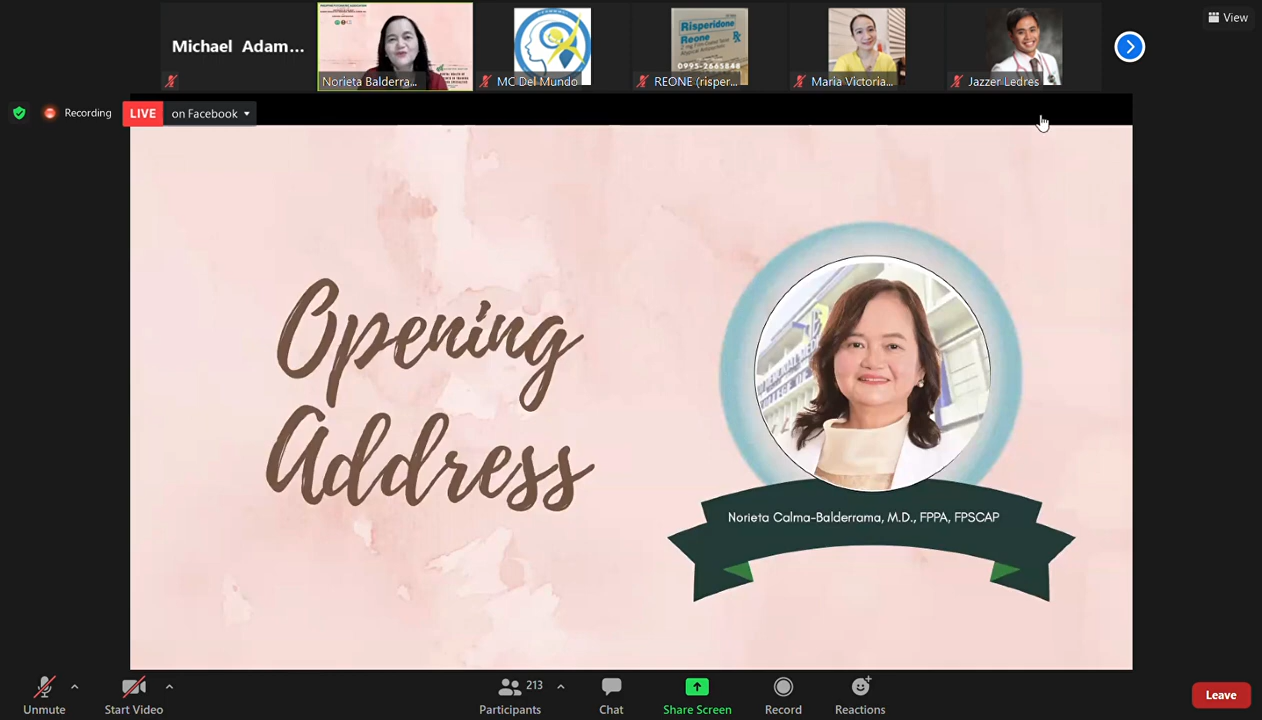 Michael Adam...
Norieta Balderra...
MC Del Mundo
Risperidone
Reone
0995-2665848
REONE (risper...
Maria Victoria...
Jazzer Ledres
View
Recording
LIVE
on Facebook
Opening
Address
Norieta Calma-Balderrama, M.D., FPPA, FPSCAP
Unmute
Start Video
213
Participants
Chat
Share Screen
Record
Reactions
Leave